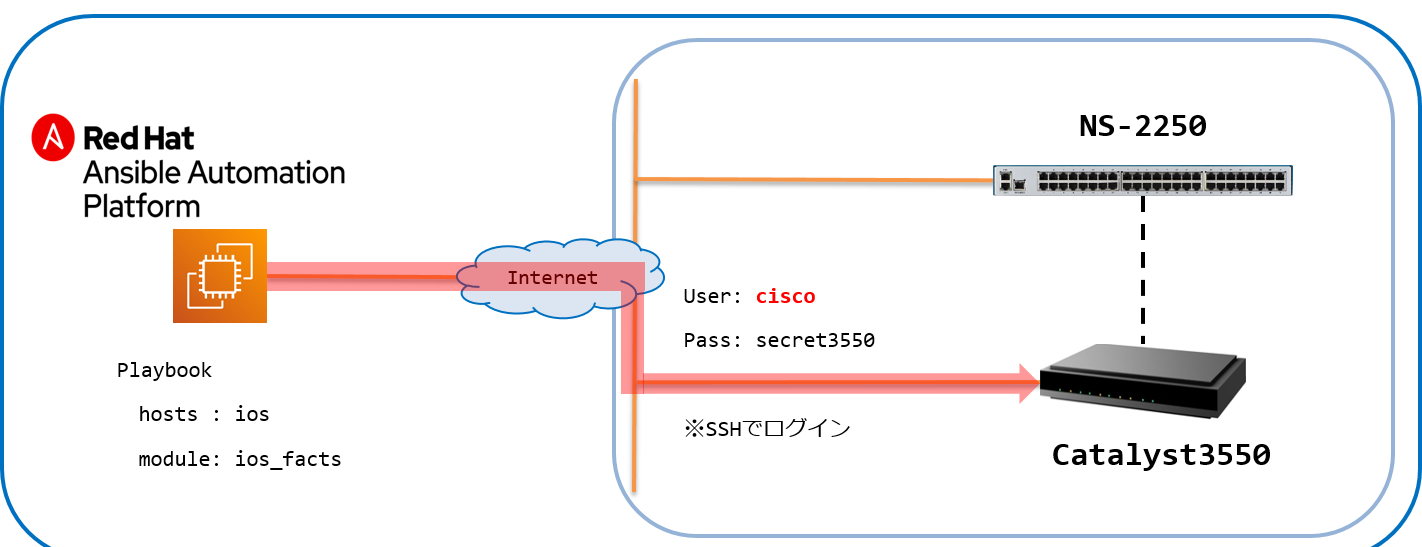 Red Hat
Ansible Automation
Platform
NS-2250
Internet
User: cisco
Pass: secret3550
Playbook
hosts : ios
module: ios_facts
※SSHでログイン
Catalyst3550